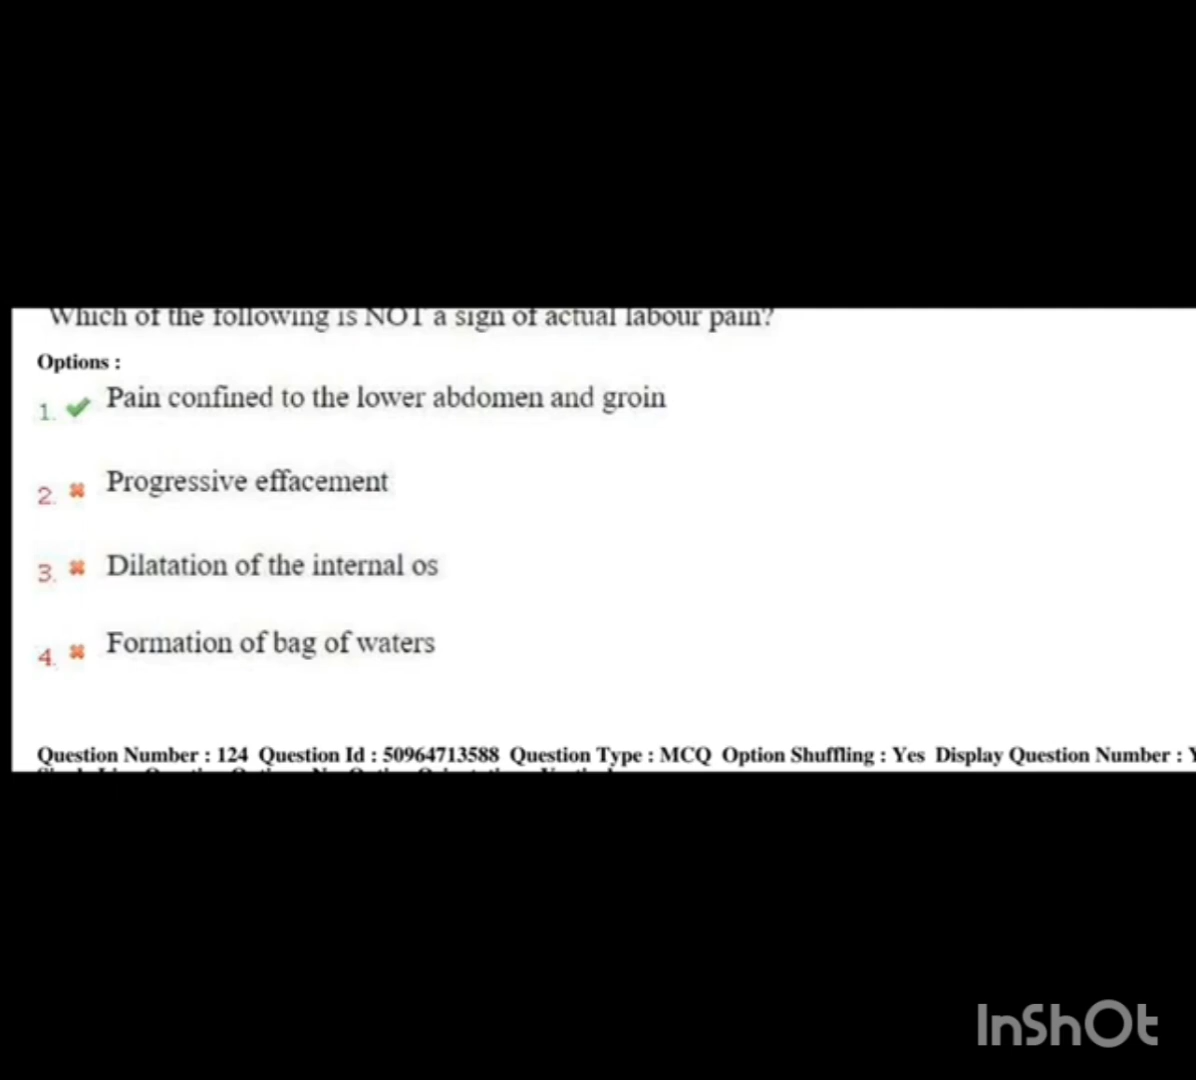 Which of the following is NOT a sign of actual labour pain?
Options :
1. Pain confined to the lower abdomen and groin
2. Progressive effacement
3. Dilatation of the internal os
4. Formation of bag of waters
Question Number : 124 Question Id : 50964713588 Question Type : MCQ Option Shuffling : Yes Display Question Number : Y
InShOt